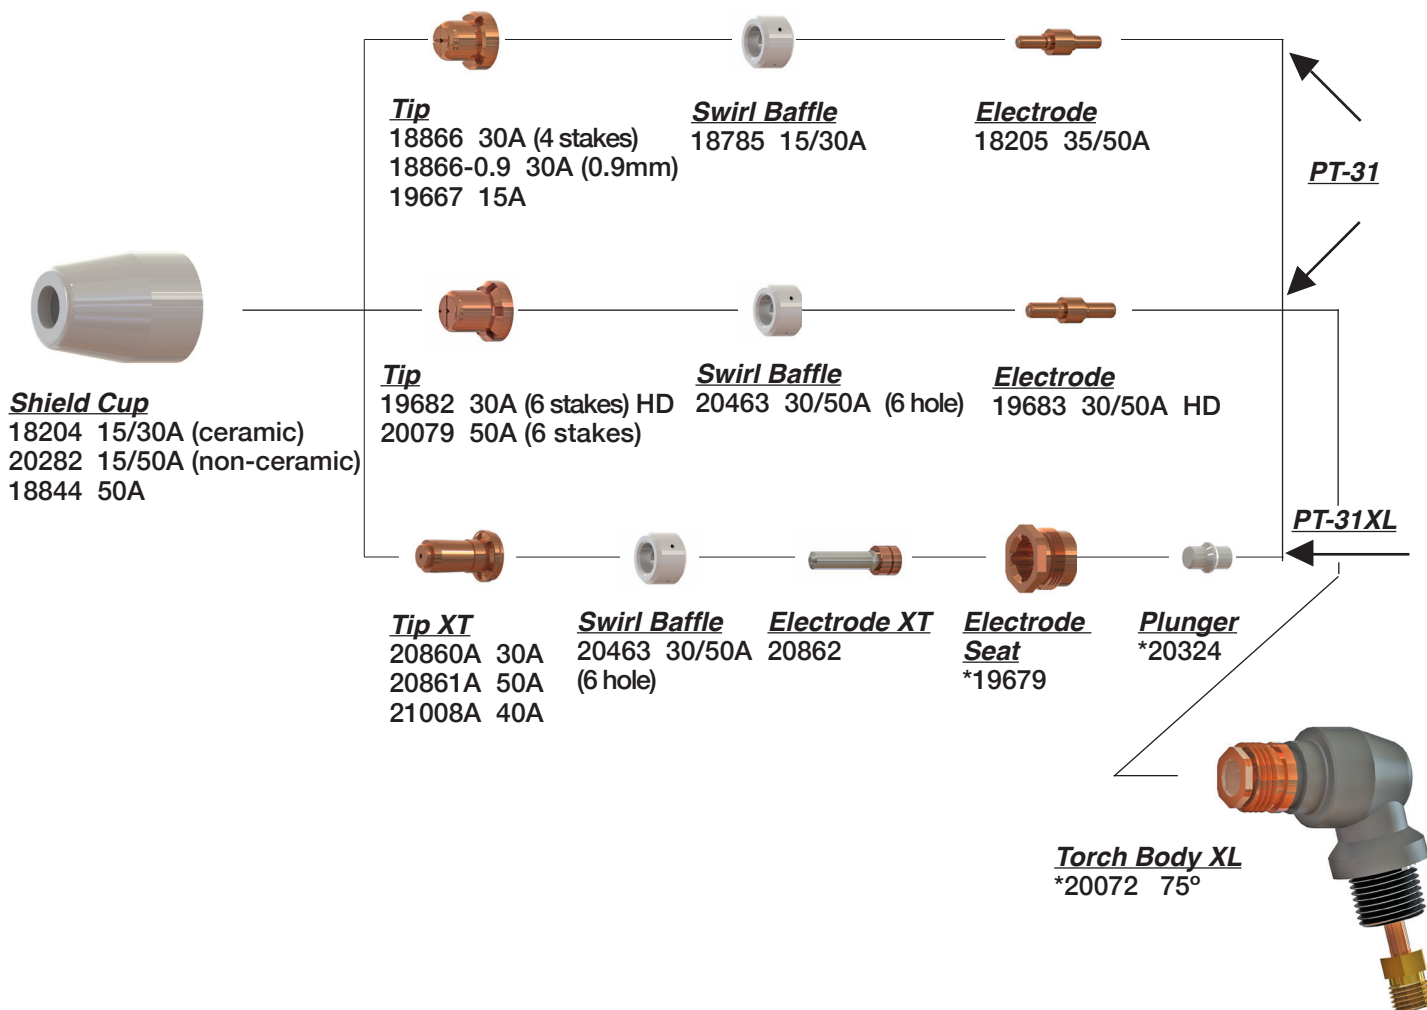 Tip
18866 30A (4 stakes)
18866-0.9 30A (0.9mm)
19667 15A
Swirl Baffle
18785 15/30A
Electrode
18205 35/50A
PT-31
Shield Cup
18204 15/30A (ceramic)
20282 15/50A (non-ceramic)
18844 50A
Tip
19682 30A (6 stakes) HD
20079 50A (6 stakes)
Swirl Baffle
20463 30/50A (6 hole)
Electrode
19683 30/50A HD
PT-31XL
Tip XT
20860A 30A
20861A 50A
21008A 40A
Swirl Baffle
20463 30/50A
(6 hole)
Electrode XT
20862
Electrode
Seat
*19679
Plunger
*20324
Torch Body XL
*20072 75º